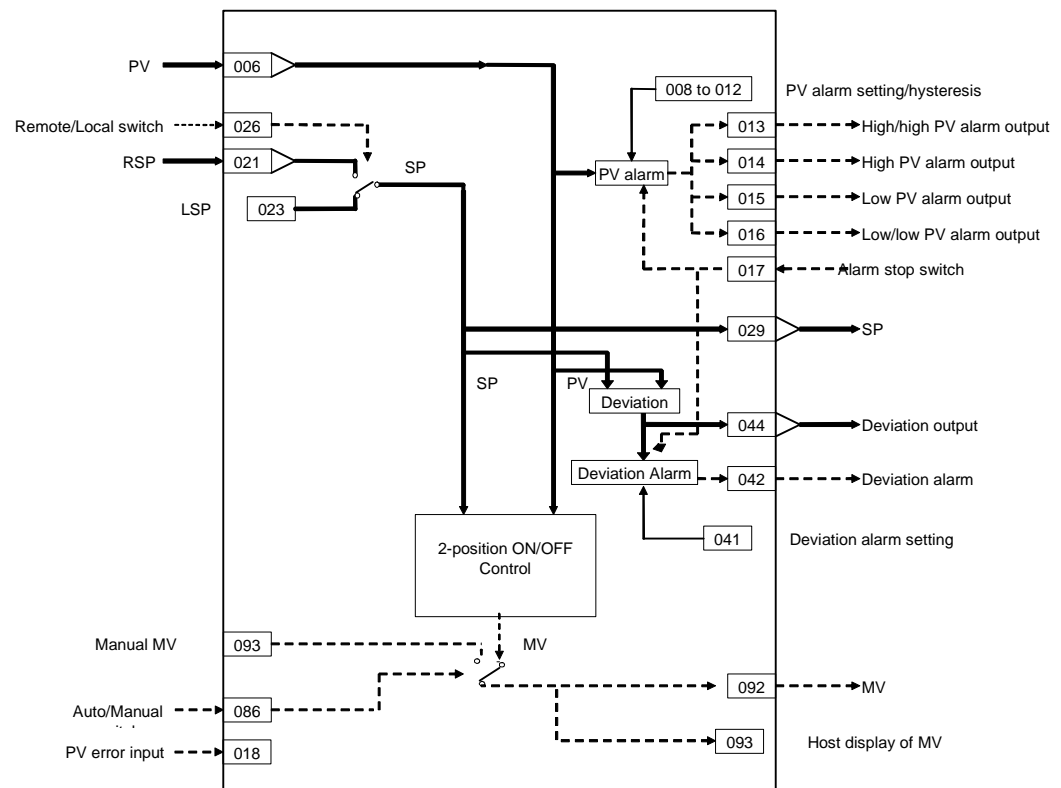 PV
006
008 to 012
PV alarm setting/hysteresis
Remote/Local switch
026
013
High/high PV alarm output
RSP
021
SP
014
High PV alarm output
PV alarm
LSP
023
015
Low PV alarm output
016
Low/low PV alarm output
017
Alarm stop switch
029
SP
SP
PV
Deviation
044
Deviation output
Deviation Alarm
042
Deviation alarm
041
Deviation alarm setting
2-position ON/OFF
Control
Manual MV
093
MV
092
MV
Auto/Manual
086
PV error input
018
093
Host display of MV